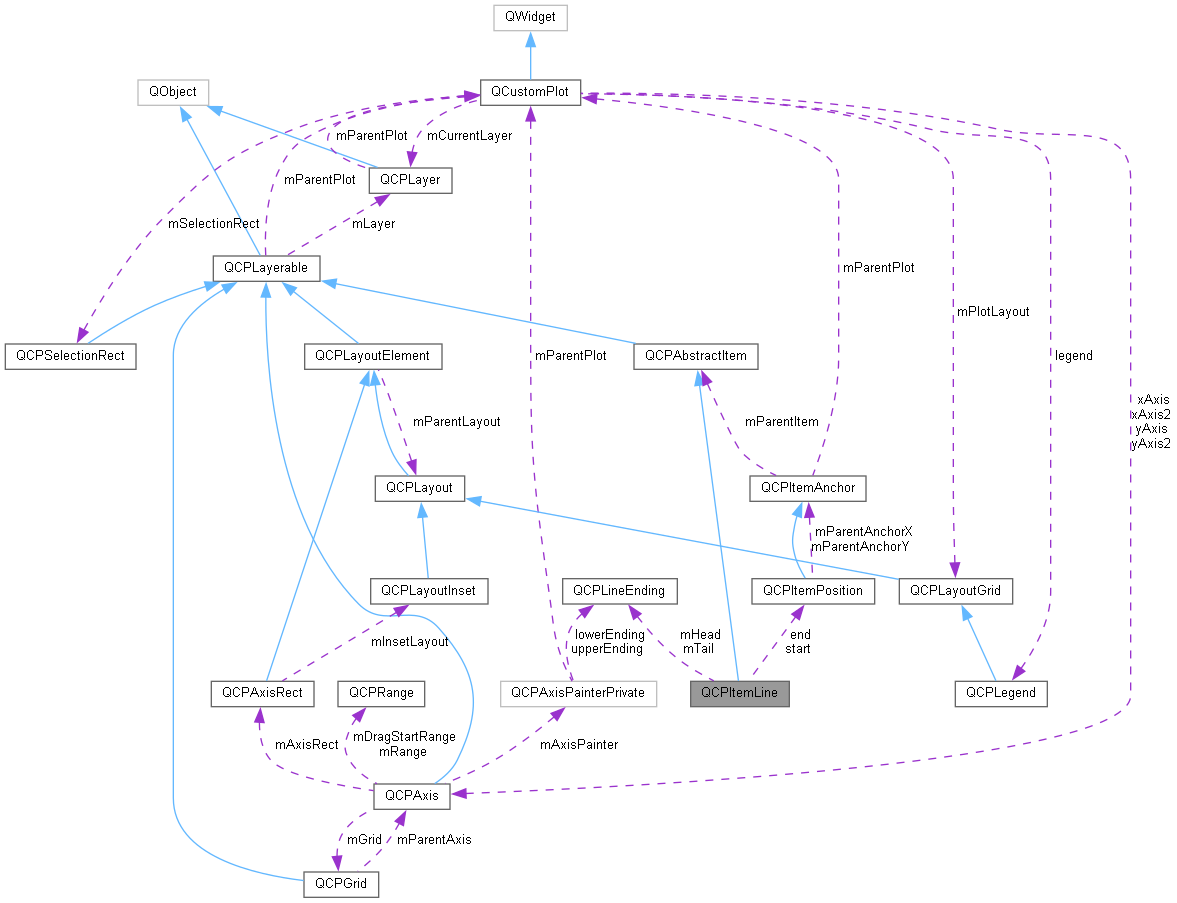 QWidget
QObject
QCustomPlot
mParentPlot
mCurrentLayer
mParentPlot
QCPLayer
mSelectionRect
mLayer
QCPLayerable
mParentPlot
mPlotLayout
QCPSelectionRect
QCPLayoutElement
mParentPlot
QCPAbstractItem
legend
xAxis
xAxis2
yAxis
yAxis2
mParentLayout
mParentItem
QCPLayout
QCPItemAnchor
mParentAnchorX
mParentAnchorY
QCPLayoutInset
QCPLineEnding
QCPItemPosition
QCPLayoutGrid
mInsetLayout
lowerEnding
upperEnding
mHead
mTail
end
start
QCPAxisRect
QCPRange
QCPAxisPainterPrivate
QCPItemLine
QCPLegend
mAxisRect
mDragStartRange
mRange
mAxisPainter
QCPAxis
mGrid
mParentAxis
QCPGrid